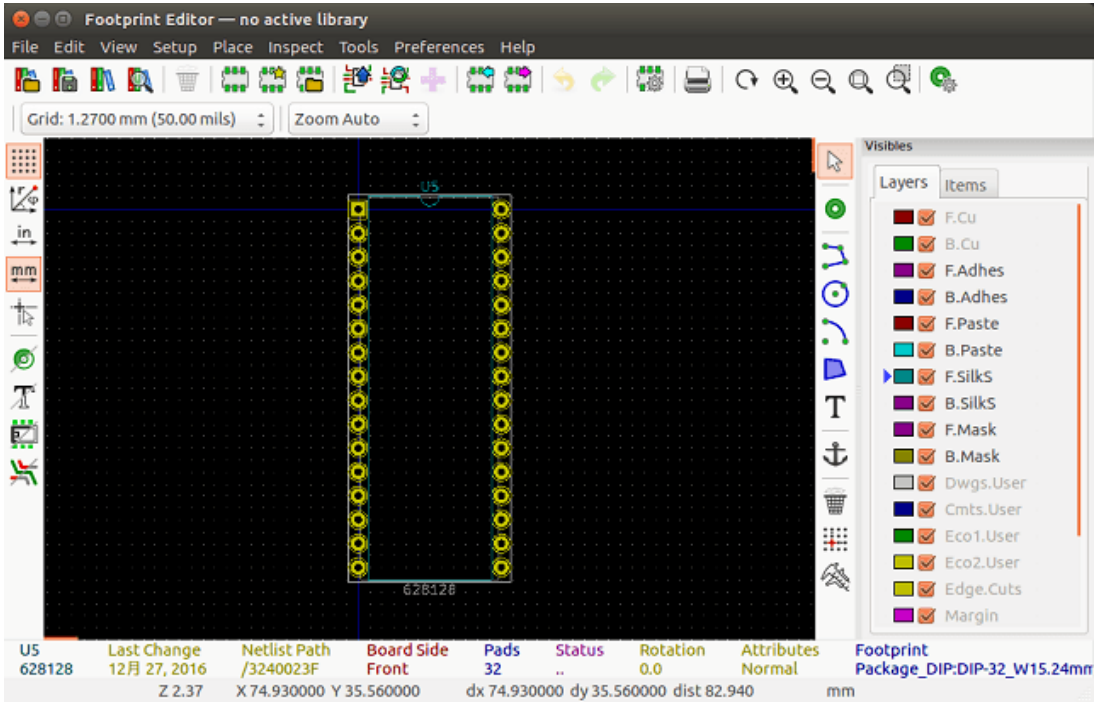 Footprint Editor — no active library
File Edit View Setup Place Inspect Tools Preferences Help
Grid: 1.2700 mm (50.00 mils) Zoom Auto
Visibles
Layers Items
in
mm
U5
628128
T
F.Cu
B.Cu
F.Adhes
B.Adhes
F.Paste
B.Paste
F.SilkS
B.SilkS
F.Mask
B.Mask
Dwgs.User
Cmts.User
Eco1.User
Eco2.User
Edge.Cuts
Margin
U5 Last Change Netlist Path Board Side Pads Status Rotation Attributes Footprint
628128 12月 27, 2016 /3240023F Front 32 .. 0.0 Normal Package_DIP:DIP-32_W15.24mm
Z 2.37 X 74.930000 Y 35.560000 dx 74.930000 dy 35.560000 dist 82.940 mm